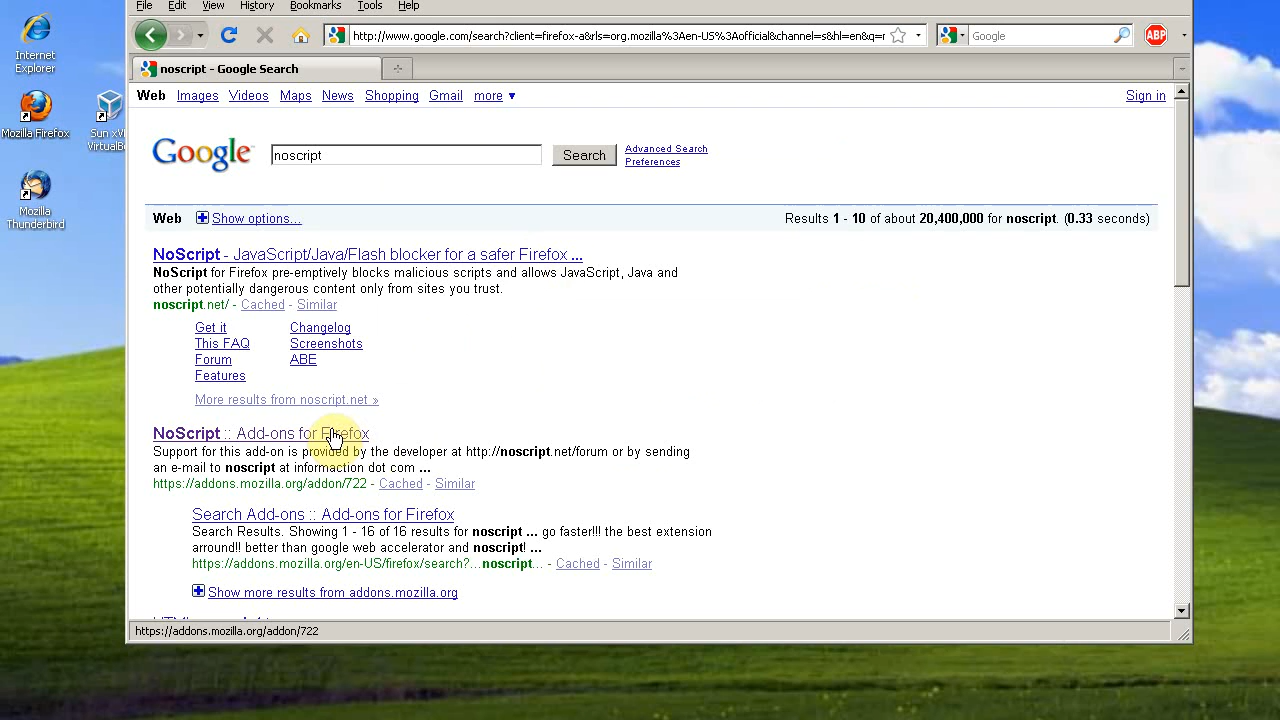 File Edit View History Bookmarks Tools Help
Internet Explorer
http://www.google.com/search?client=firefox-a&rls=org.mozilla%3Aen-US%3Aofficial&channel=s&hl=en&q=r
Google
ABP
noscript - Google Search
Web Images Videos Maps News Shopping Gmail more ▼ Sign in
Mozilla Firefox
Sun xV
VirtualB
Google
noscript
Search
Advanced Search
Preferences
Mozilla Thunderbird
Web Show options... Results 1 - 10 of about 20,400,000 for noscript. (0.33 seconds)
NoScript - JavaScript/Java/Flash blocker for a safer Firefox ...
NoScript for Firefox pre-emptively blocks malicious scripts and allows JavaScript, Java and
other potentially dangerous content only from sites you trust.
noscript.net/ - Cached - Similar
Get it Changelog
This FAQ Screenshots
Forum ABE
Features
More results from noscript.net »
NoScript :: Add-ons for Firefox
Support for this add-on is provided by the developer at http://noscript.net/forum or by sending
an e-mail to noscript at informaction dot com ...
https://addons.mozilla.org/addon/722 - Cached - Similar
Search Add-ons :: Add-ons for Firefox
Search Results. Showing 1 - 16 of 16 results for noscript ... go faster!!! the best extension
arround!! better than google web accelerator and noscript! ...
https://addons.mozilla.org/en-US/firefox/search?...noscript... - Cached - Similar
Show more results from addons.mozilla.org
https://addons.mozilla.org/addon/722